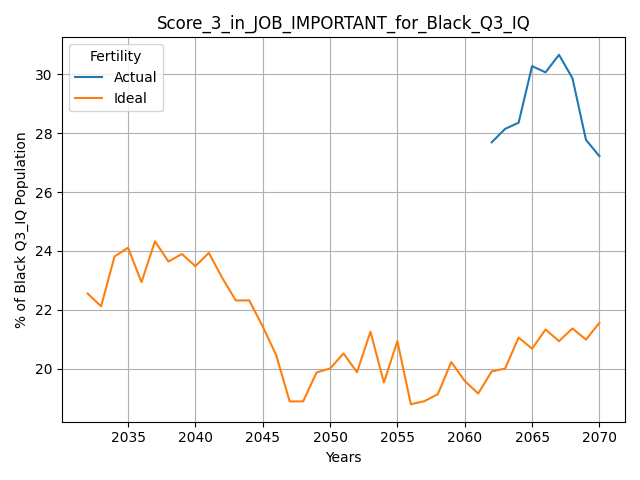 Score_3_in_JOB_IMPORTANT_for_Black_Q3_IQ
Fertility
Actual
Ideal
% of Black Q3_IQ Population
30
28
26
24
22
20
2035 2040 2045 2050 2055 2060 2065 2070
Years